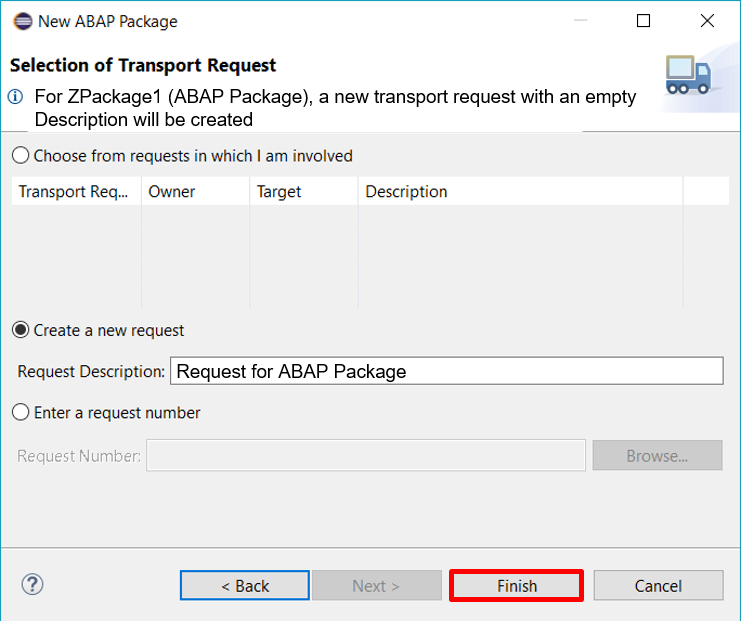 New ABAP Package
Selection of Transport Request
For ZPackage1 (ABAP Package), a new transport request with an empty
Description will be created
Choose from requests in which I am involved
Transport Req... Owner Target Description
Create a new request
Request Description: Request for ABAP Package
Enter a request number
Request Number: Browse...
? < Back Next > Finish Cancel